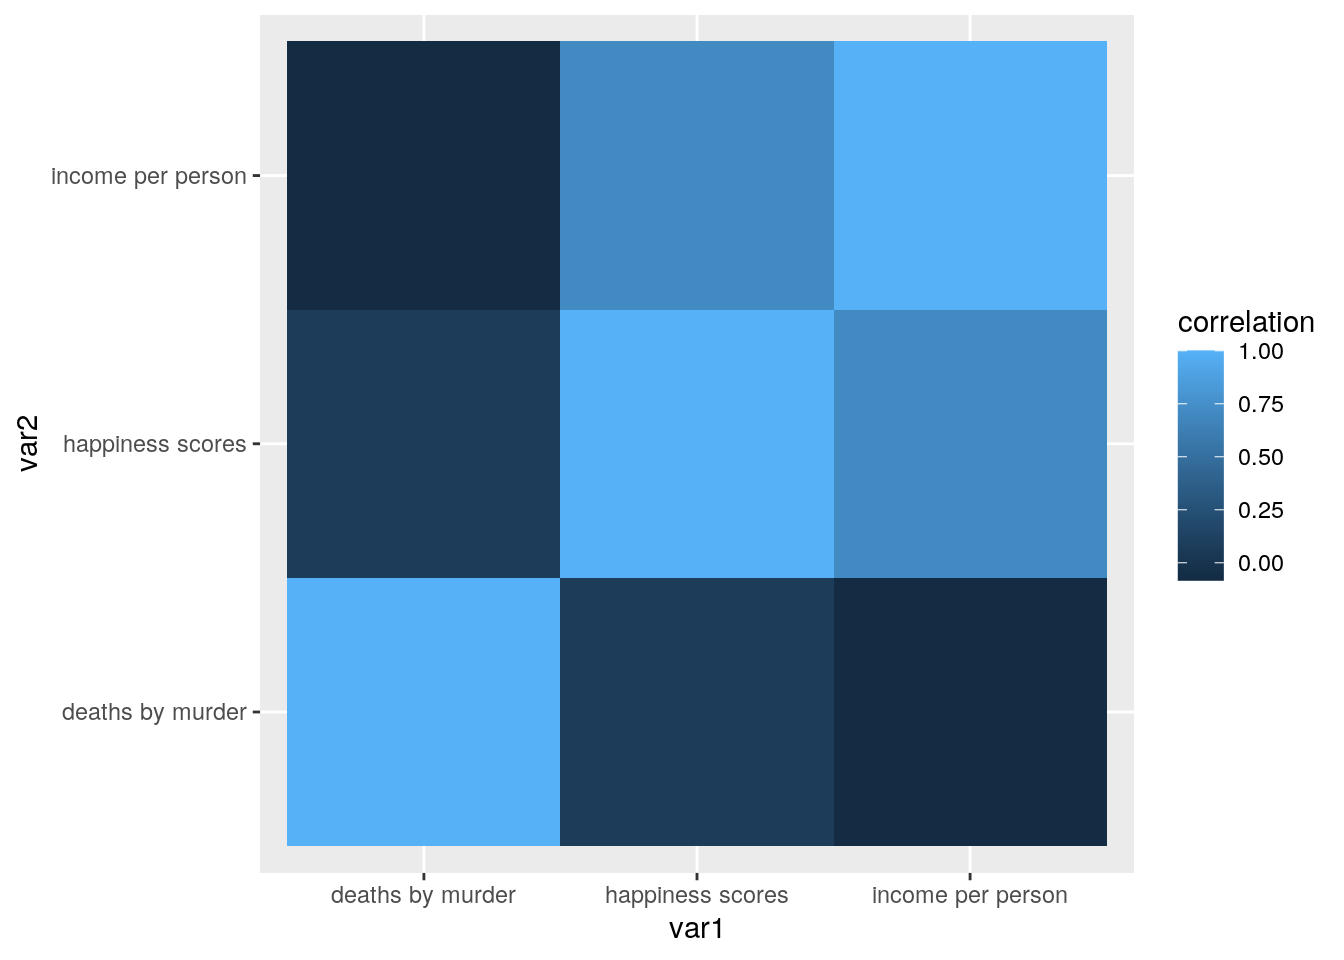 income per person
happiness scores
deaths by murder
var2
deaths by murder happiness scores income per person
var1
correlation
1.00
0.75
0.50
0.25
0.00